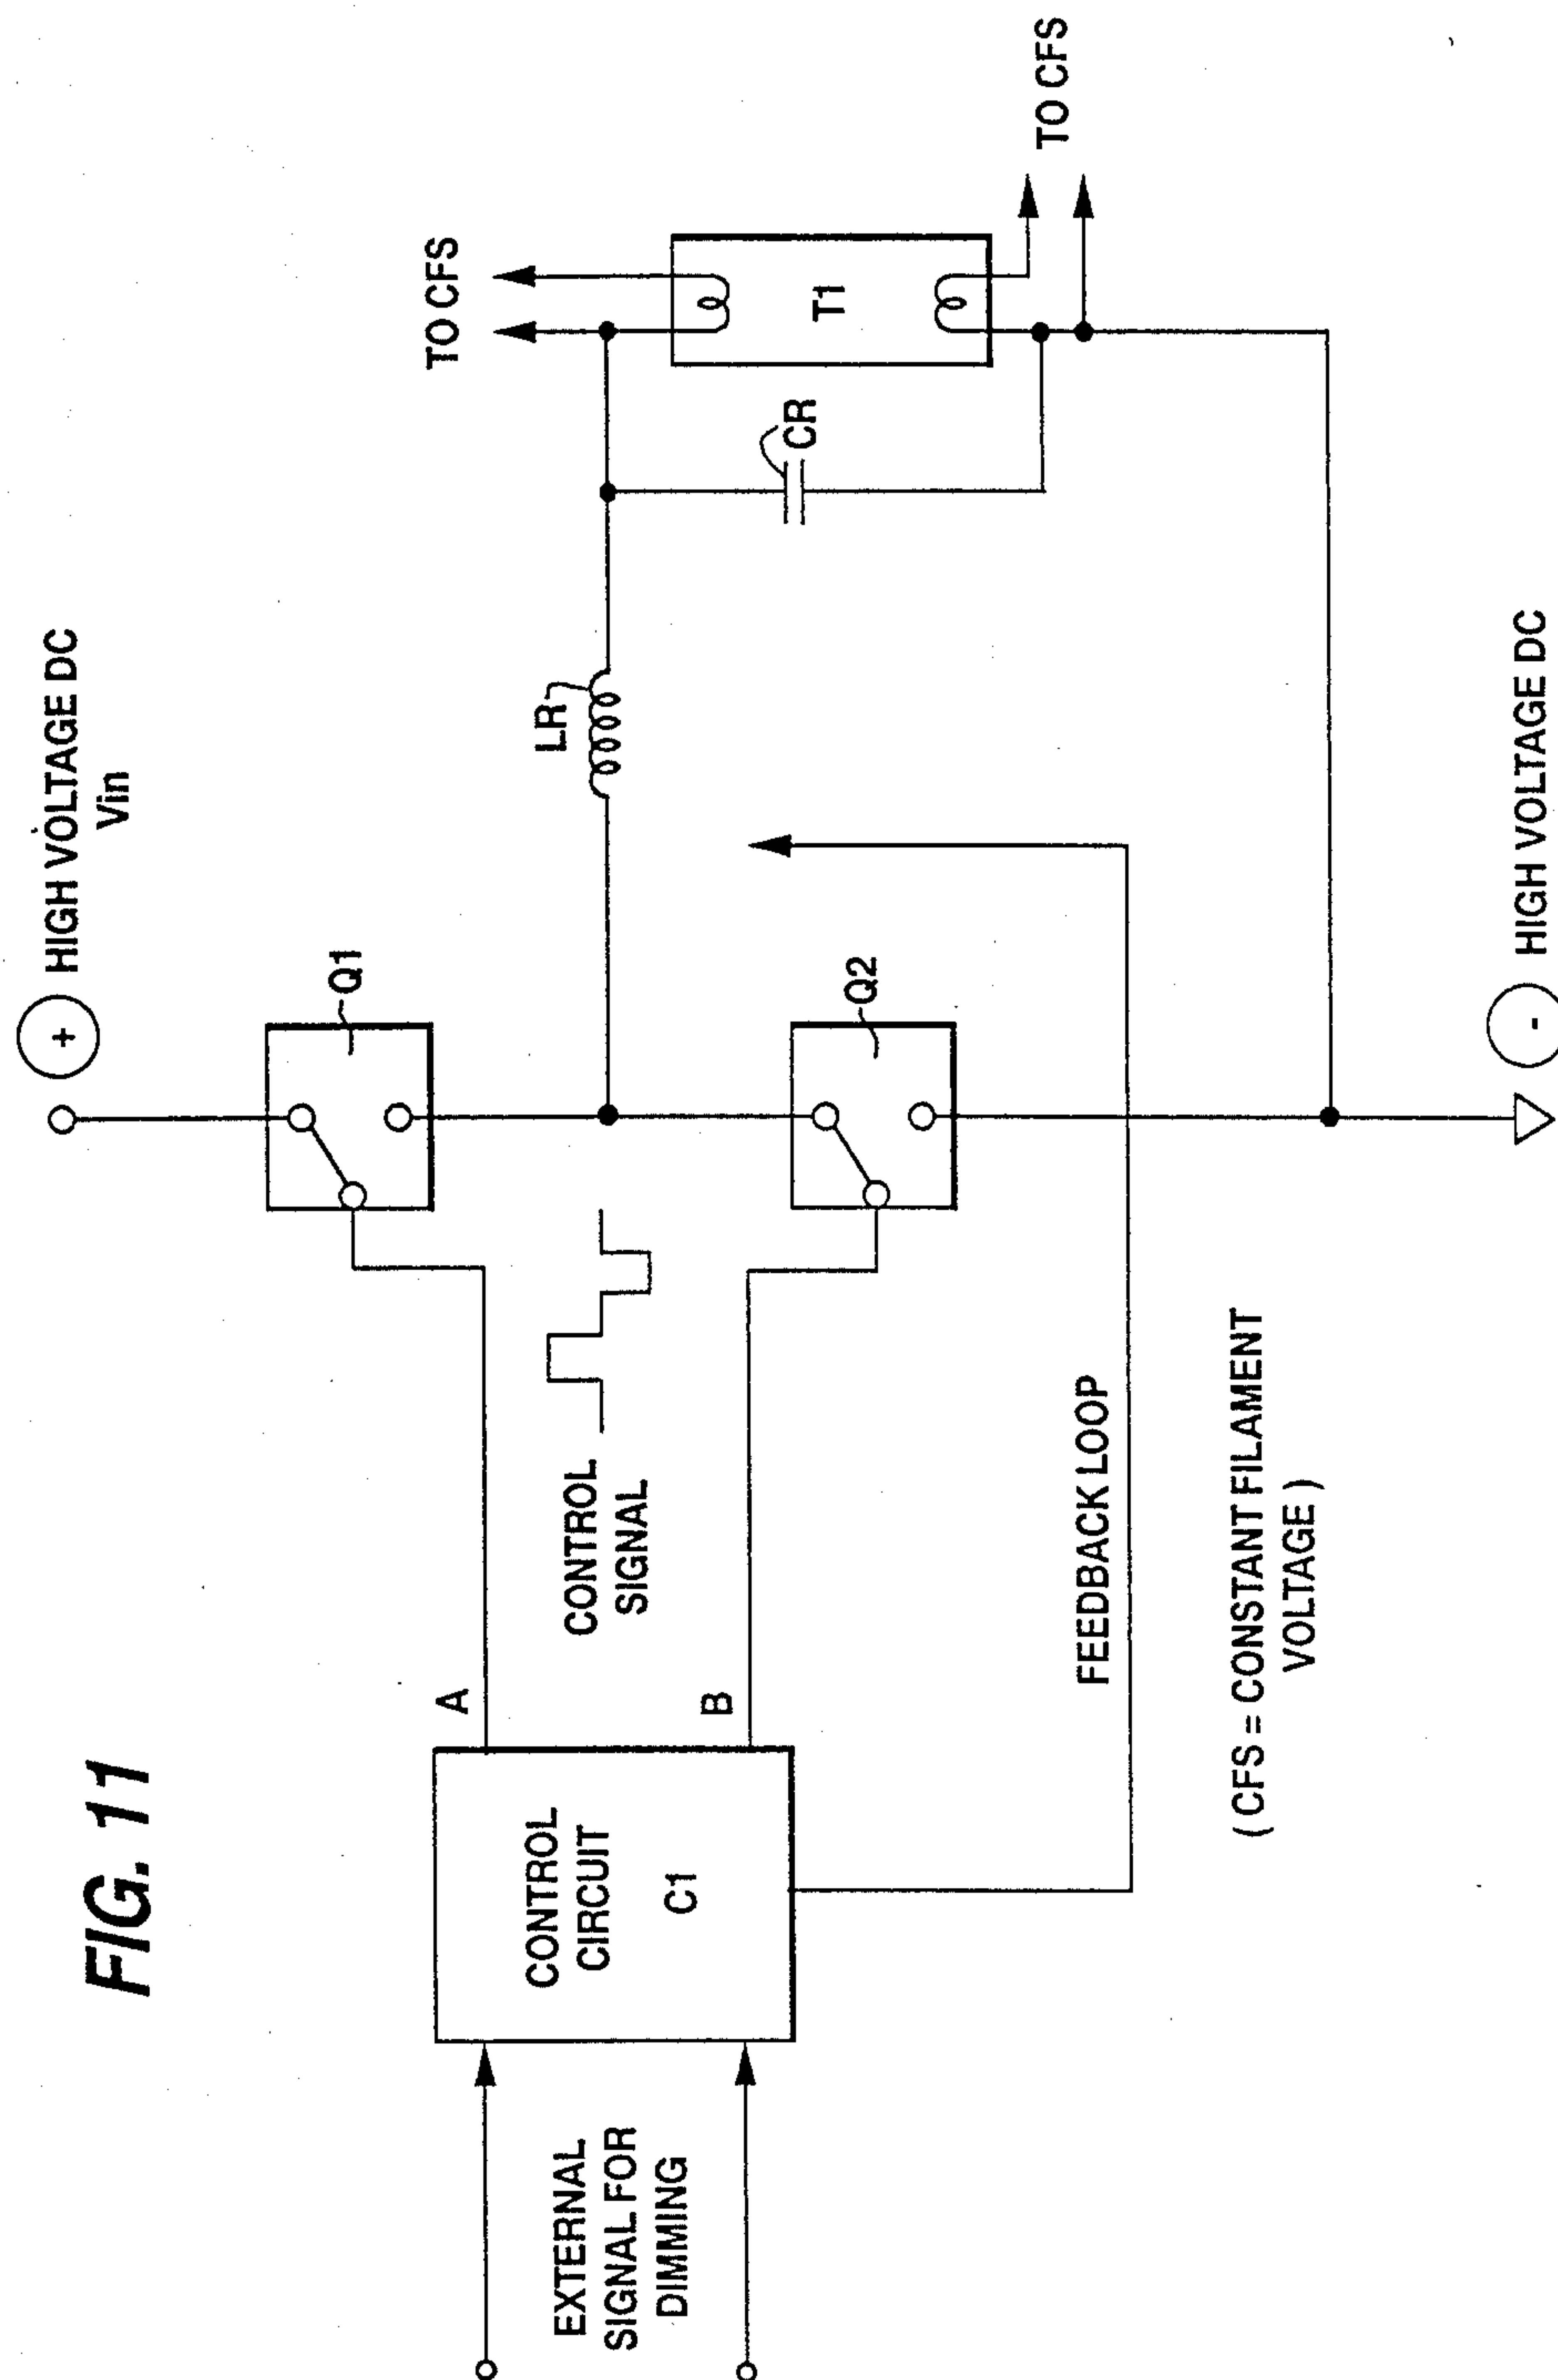 FIG. 11
+ HIGH VOLTAGE DC
Vin
Q1
TO CFS
A
LR
EXTERNAL
SIGNAL FOR
DIMMING
CONTROL
CIRCUIT
C1
CONTROL
SIGNAL
B
Q2
CR
T1
TO CFS
FEEDBACK LOOP
( CFS = CONSTANT FILAMENT
VOLTAGE )
- HIGH VOLTAGE DC